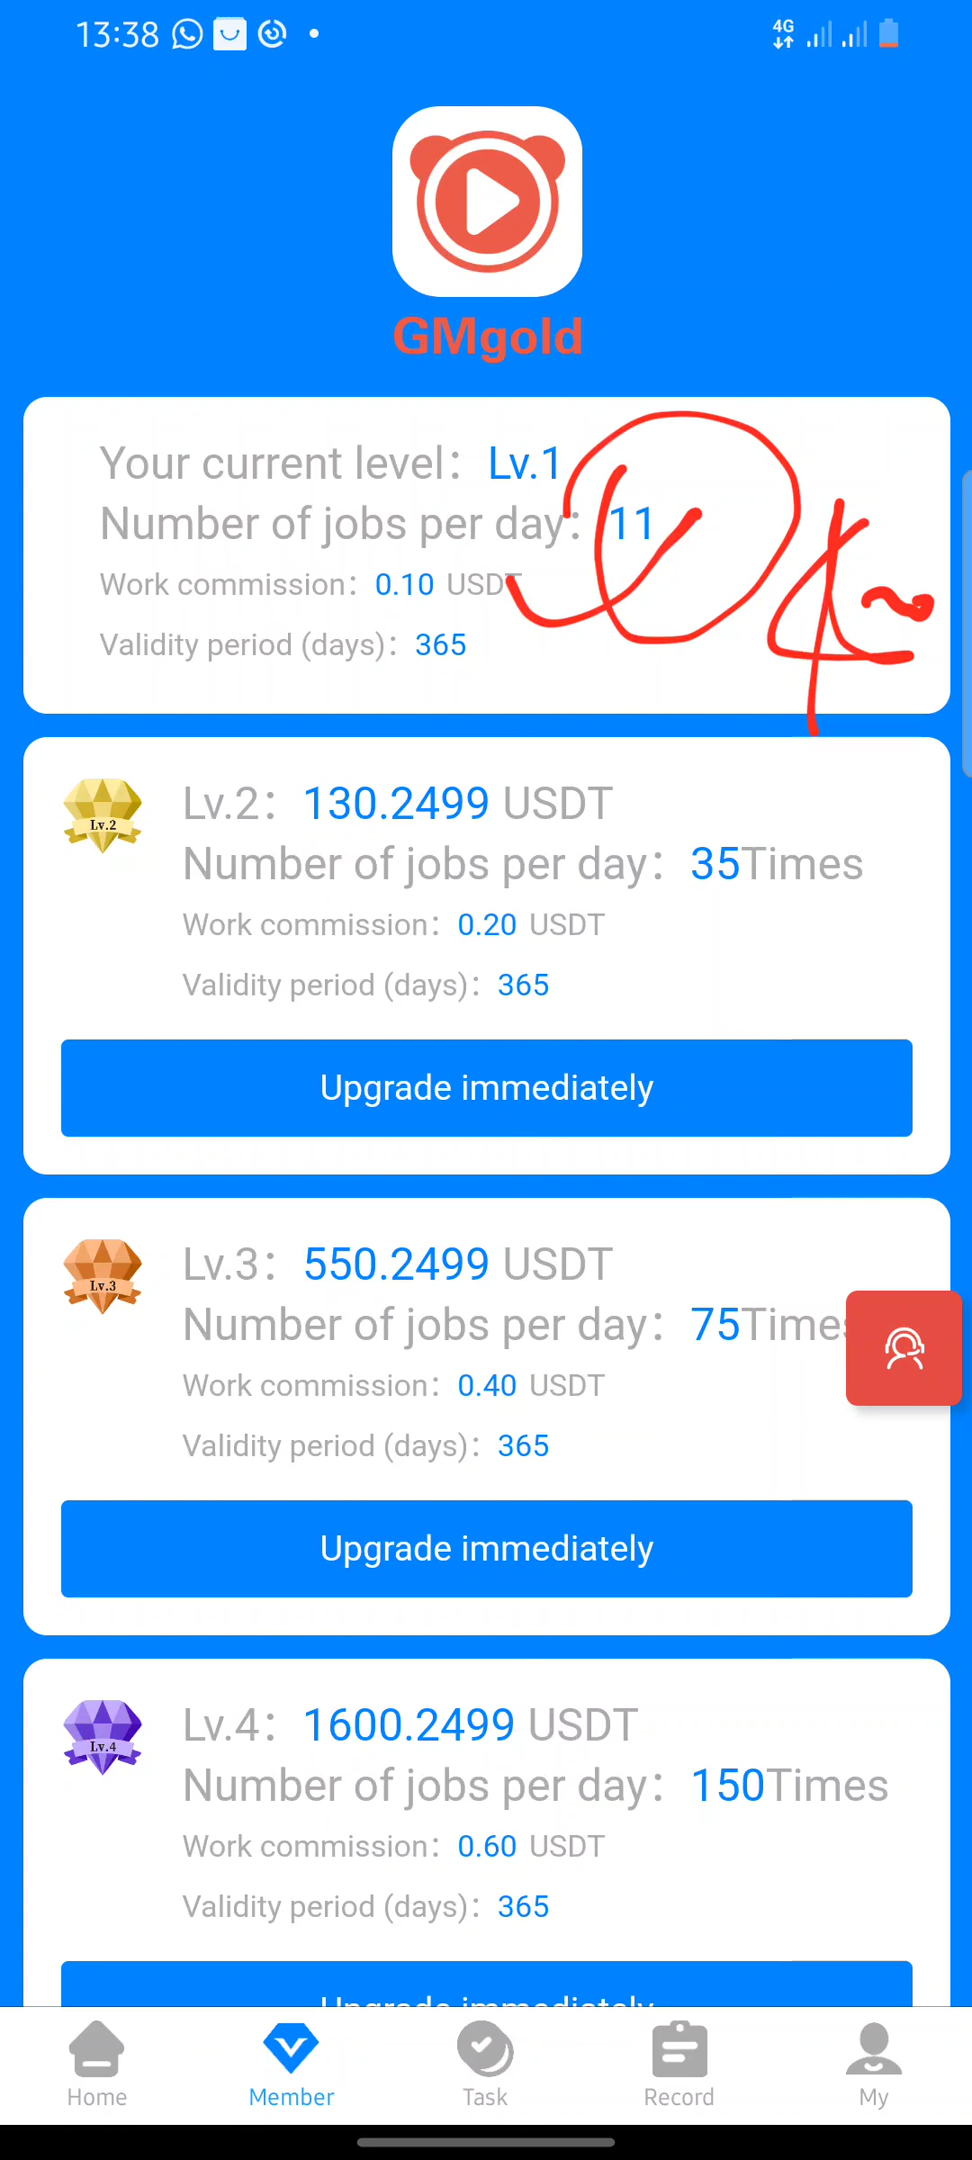 13:38
4G
GMgold
Your current level: Lv.1
Number of jobs per day: 11
Work commission: 0.10 USDT
Validity period (days): 365
Lv.2
Lv.2: 130.2499 USDT
Number of jobs per day: 35Times
Work commission: 0.20 USDT
Validity period (days): 365
Upgrade immediately
Lv.3
Lv.3: 550.2499 USDT
Number of jobs per day: 75Times
Work commission: 0.40 USDT
Validity period (days): 365
Upgrade immediately
Lv.4
Lv.4: 1600.2499 USDT
Number of jobs per day: 150Times
Work commission: 0.60 USDT
Validity period (days): 365
Upgrade immediately
Home
Member
Task
Record
My